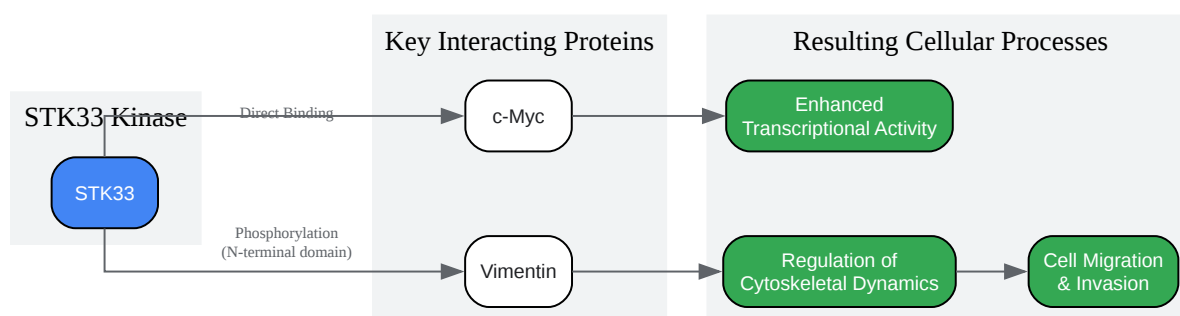 Key Interacting Proteins
Resulting Cellular Processes
STK33 Kinase
Direct Binding
c-Myc
Enhanced
Transcriptional Activity
STK33
Phosphorylation
(N-terminal domain)
Vimentin
Regulation of
Cytoskeletal Dynamics
Cell Migration
& Invasion